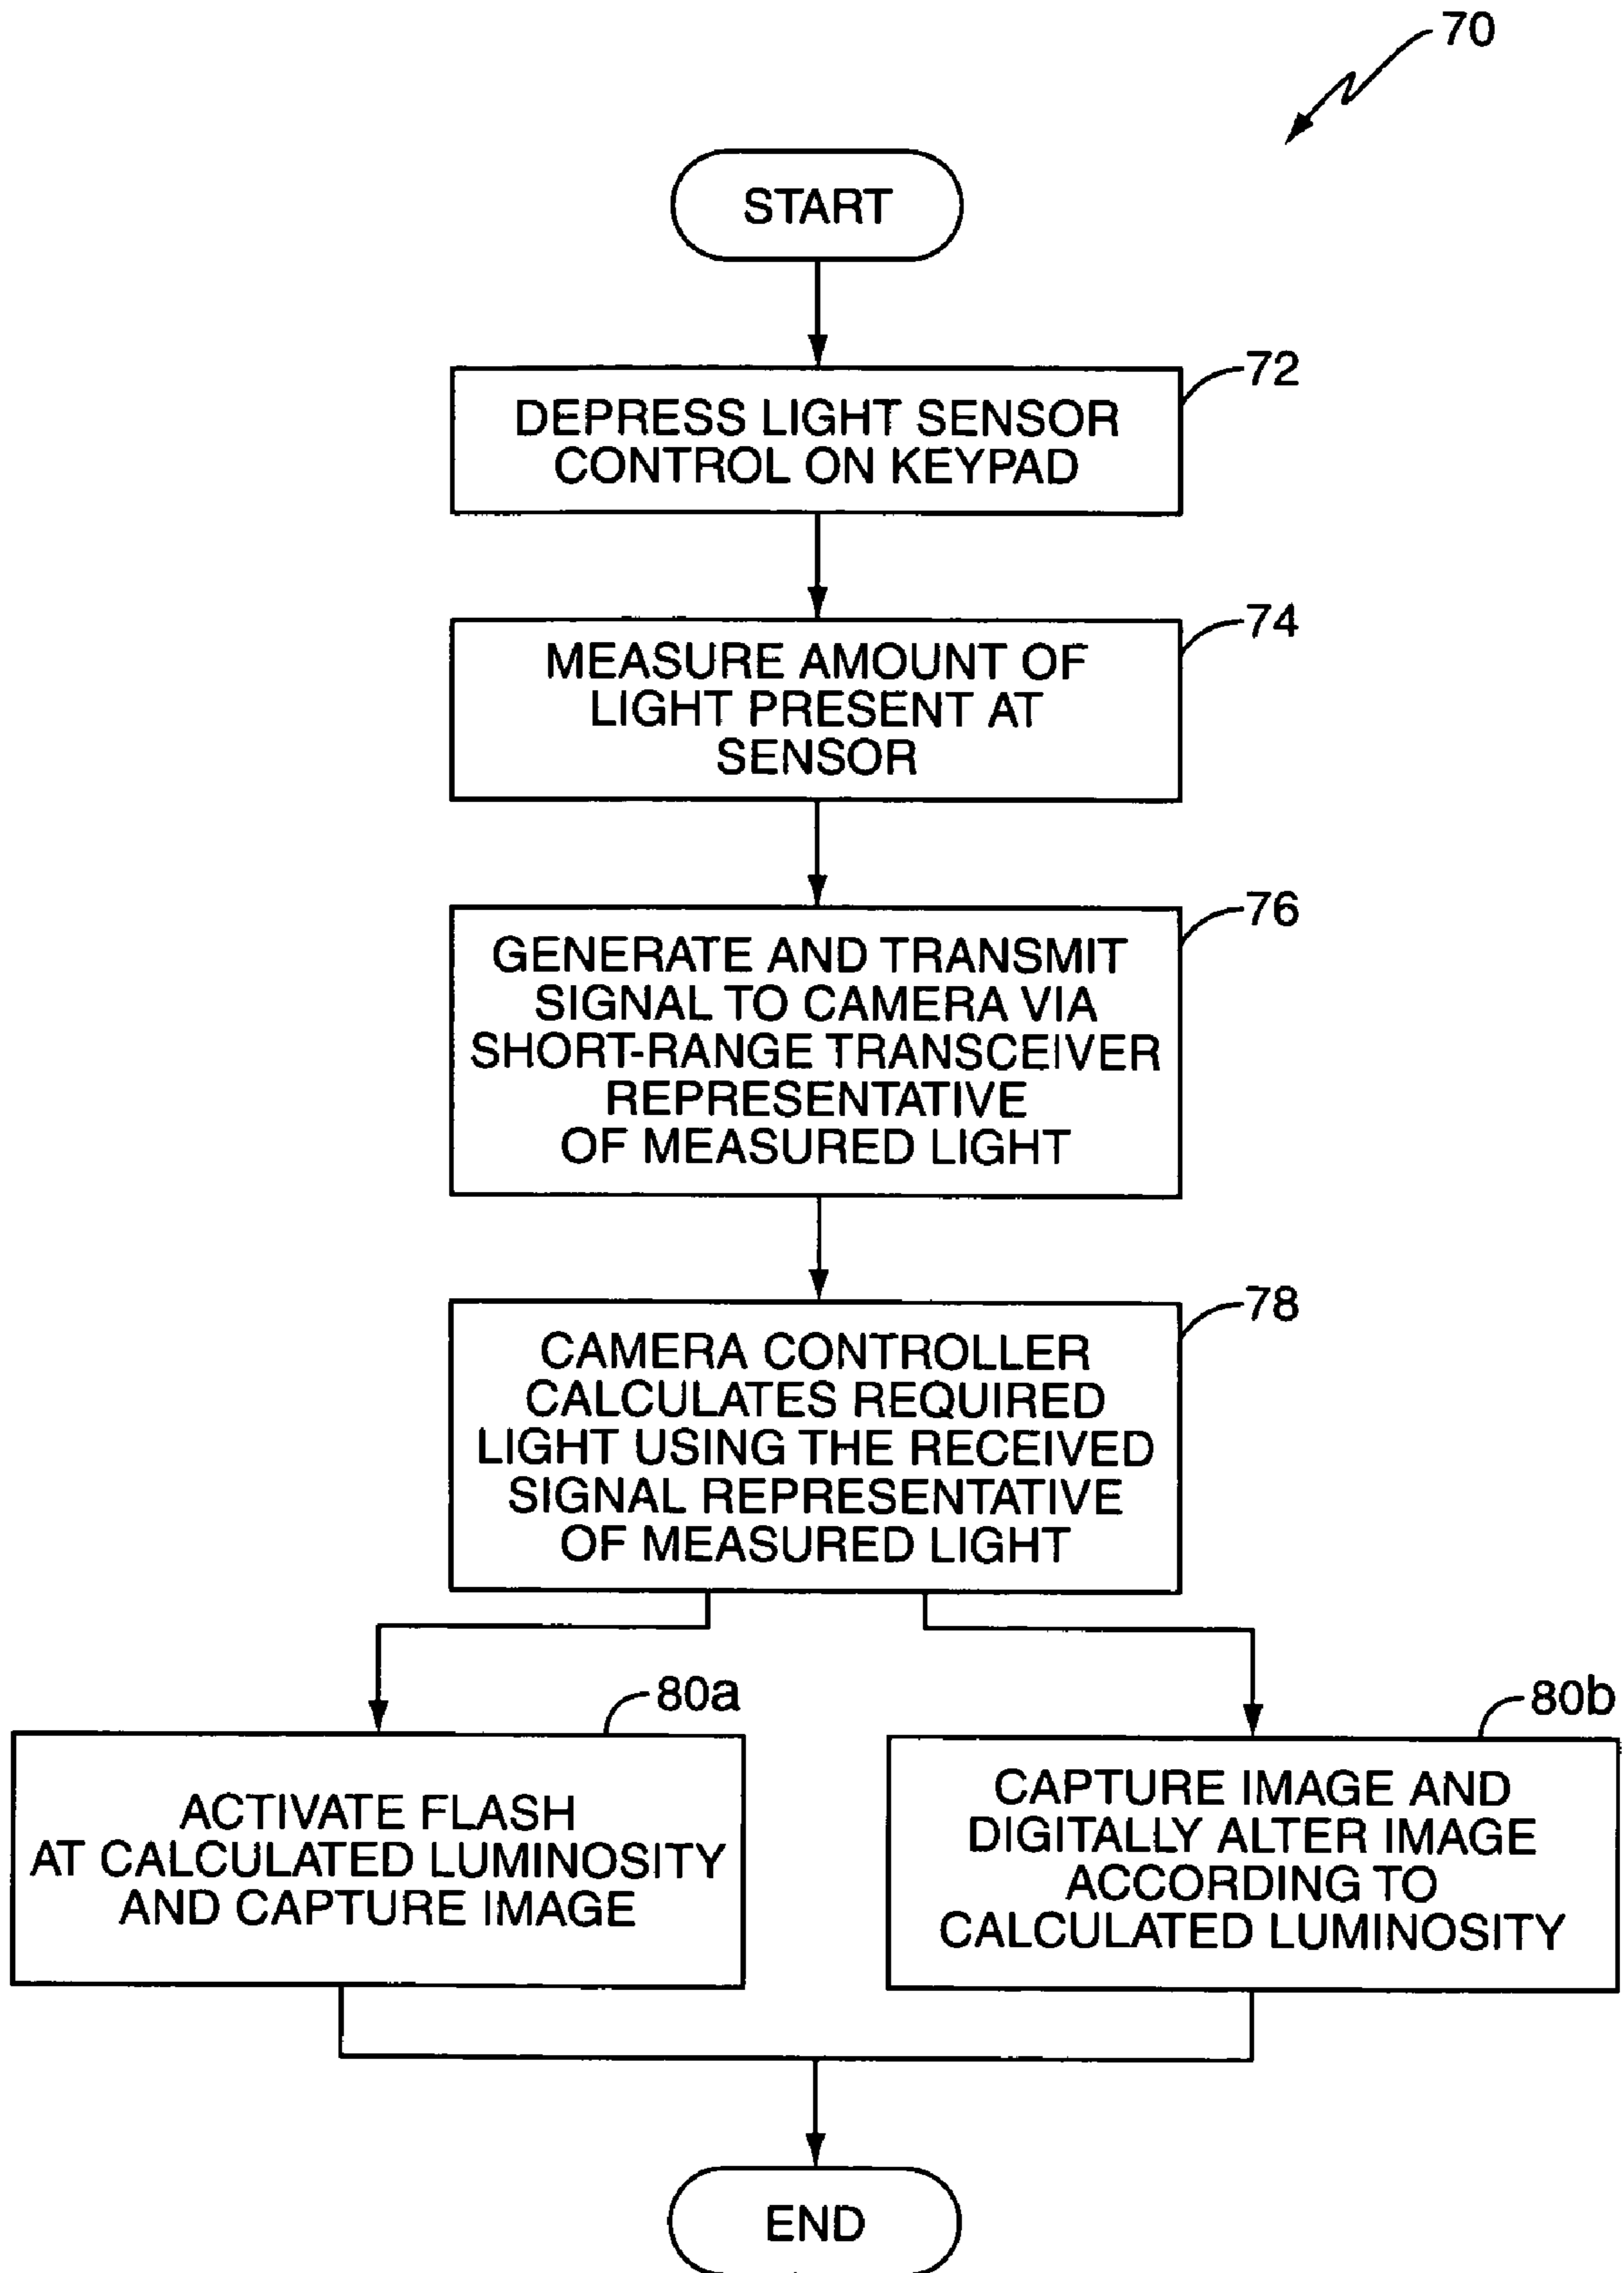 70
START
72
DEPRESS LIGHT SENSOR
CONTROL ON KEYPAD
74
MEASURE AMOUNT OF
LIGHT PRESENT AT
SENSOR
76
GENERATE AND TRANSMIT
SIGNAL TO CAMERA VIA
SHORT-RANGE TRANSCEIVER
REPRESENTATIVE
OF MEASURED LIGHT
78
CAMERA CONTROLLER
CALCULATES REQUIRED
LIGHT USING THE RECEIVED
SIGNAL REPRESENTATIVE
OF MEASURED LIGHT
80a
ACTIVATE FLASH
AT CALCULATED LUMINOSITY
AND CAPTURE IMAGE
80b
CAPTURE IMAGE AND
DIGITALLY ALTER IMAGE
ACCORDING TO
CALCULATED LUMINOSITY
END